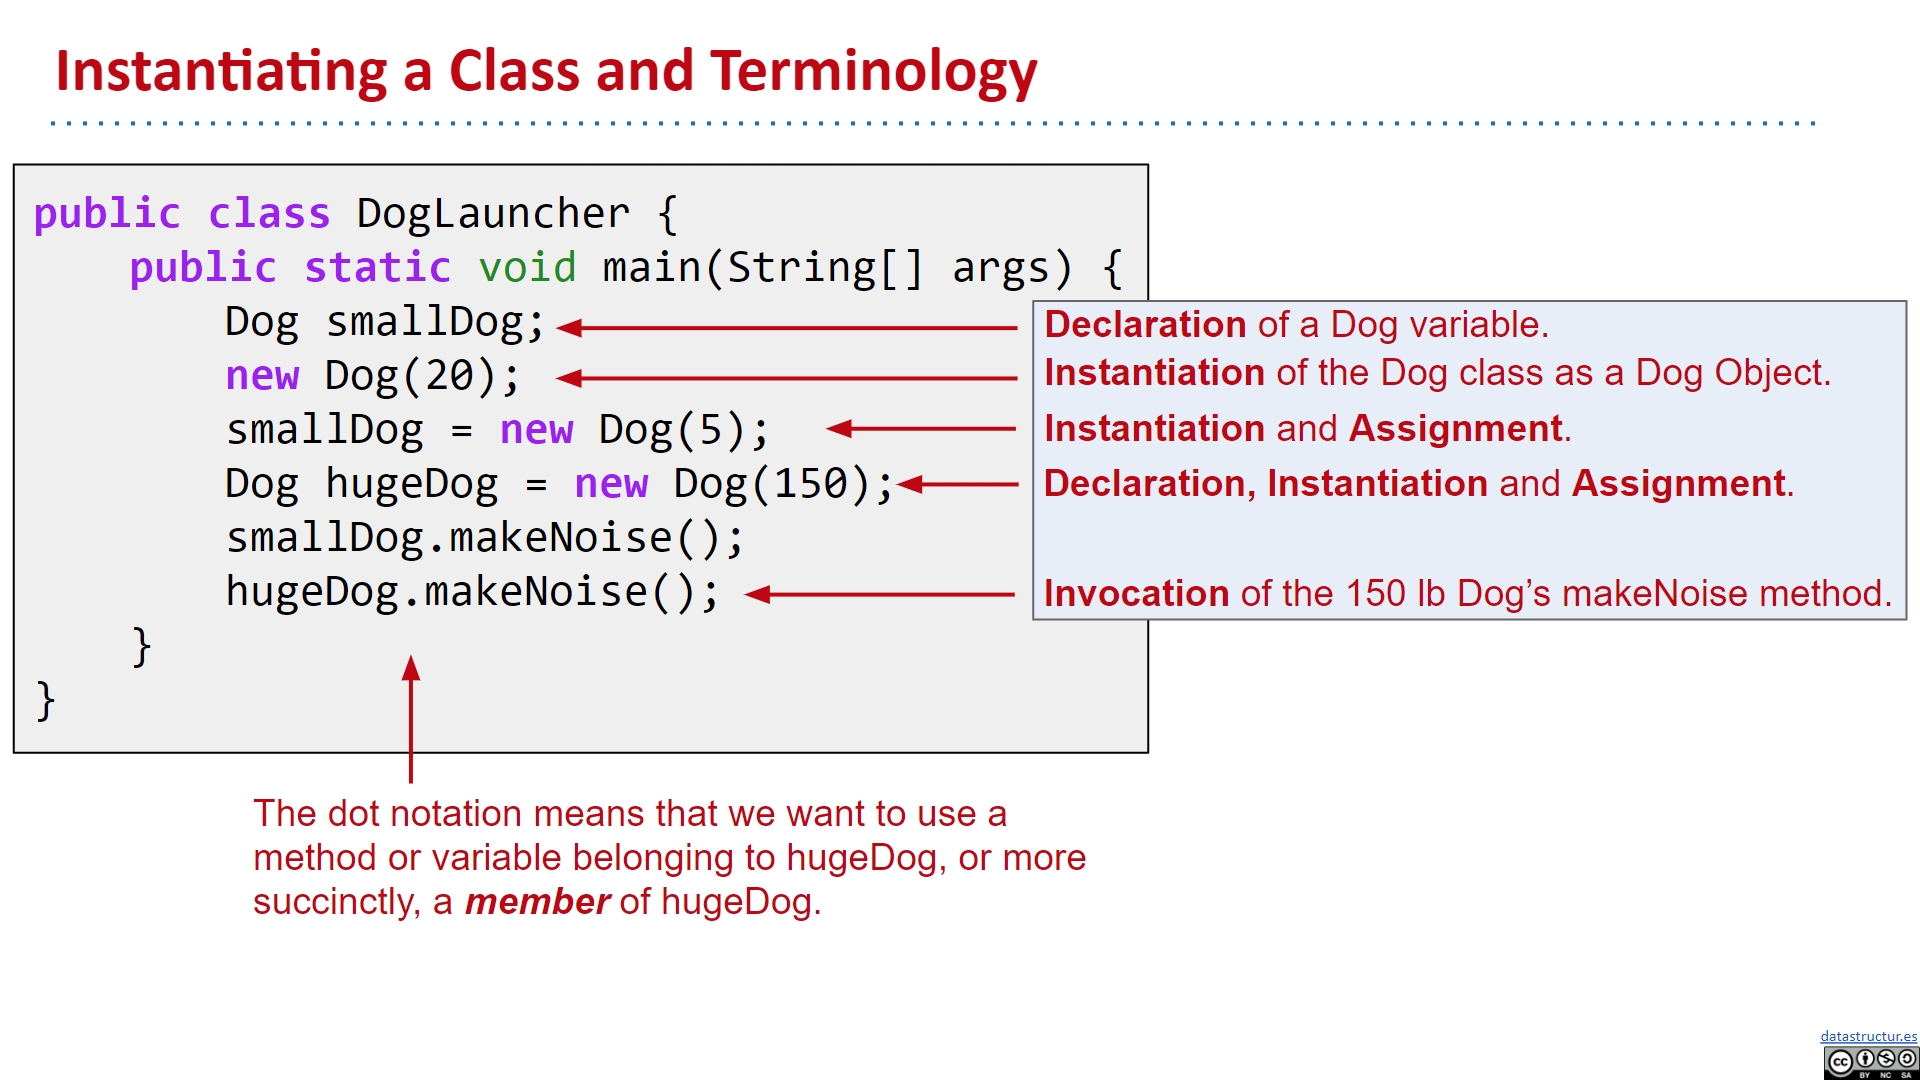 Instantiating a Class and Terminology
public class DogLauncher {
public static void main(String[] args) {
Dog smallDog;
new Dog(20);
smallDog = new Dog(5);
Dog hugeDog = new Dog(150);
smallDog.makeNoise();
hugeDog.makeNoise();
}
}
Declaration of a Dog variable.
Instantiation of the Dog class as a Dog Object.
Instantiation and Assignment.
Declaration, Instantiation and Assignment.
Invocation of the 150 lb Dog’s makeNoise method.
The dot notation means that we want to use a
method or variable belonging to hugeDog, or more
succinctly, a member of hugeDog.
datastructur.es
cc
BY NC SA